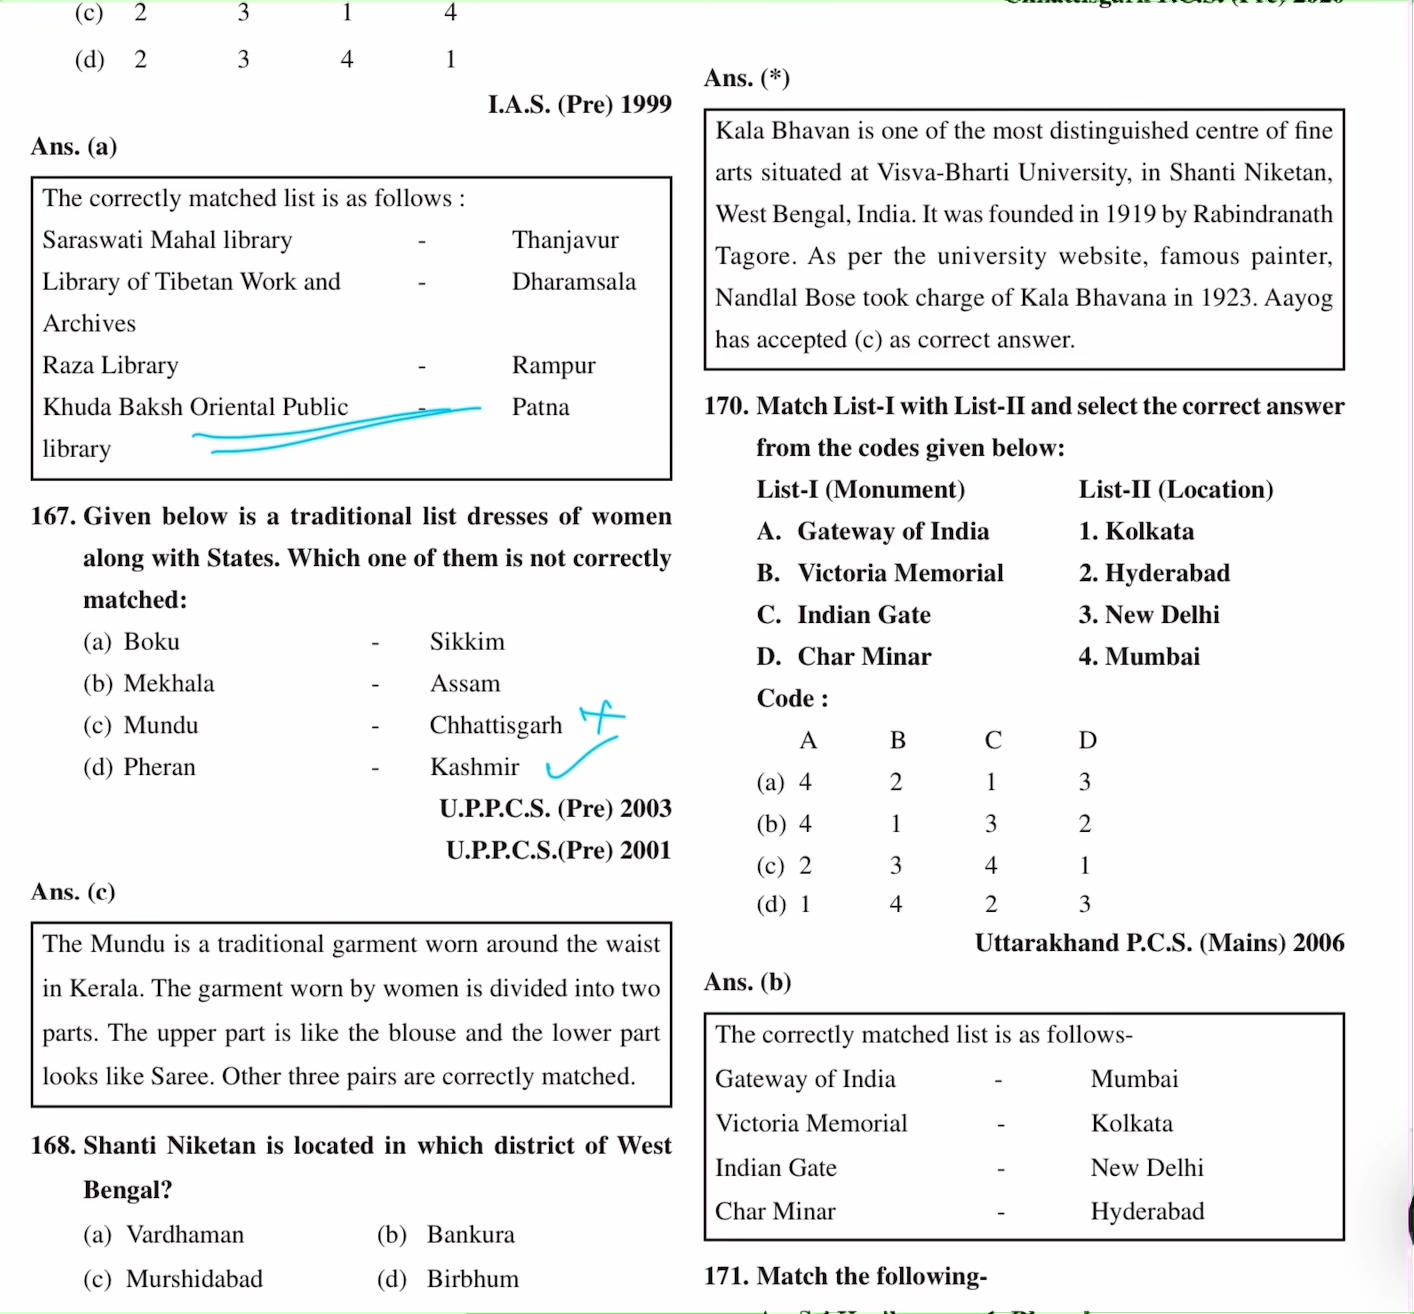 (c) 2 3 1 4
(d) 2 3 4 1
I.A.S. (Pre) 1999
Ans. (a)
The correctly matched list is as follows :
Saraswati Mahal library - Thanjavur
Library of Tibetan Work and - Dharamsala
Archives
Raza Library - Rampur
Khuda Baksh Oriental Public - Patna
library
167. Given below is a traditional list dresses of women
along with States. Which one of them is not correctly
matched:
(a) Boku - Sikkim
(b) Mekhala - Assam
(c) Mundu - Chhattisgarh
(d) Pheran - Kashmir
U.P.P.C.S. (Pre) 2003
U.P.P.C.S.(Pre) 2001
Ans. (c)
The Mundu is a traditional garment worn around the waist
in Kerala. The garment worn by women is divided into two
parts. The upper part is like the blouse and the lower part
looks like Saree. Other three pairs are correctly matched.
168. Shanti Niketan is located in which district of West
Bengal?
(a) Vardhaman (b) Bankura
(c) Murshidabad (d) Birbhum
Ans. (*)
Kala Bhavan is one of the most distinguished centre of fine
arts situated at Visva-Bharti University, in Shanti Niketan,
West Bengal, India. It was founded in 1919 by Rabindranath
Tagore. As per the university website, famous painter,
Nandlal Bose took charge of Kala Bhavana in 1923. Aayog
has accepted (c) as correct answer.
170. Match List-I with List-II and select the correct answer
from the codes given below:
List-I (Monument) List-II (Location)
A. Gateway of India 1. Kolkata
B. Victoria Memorial 2. Hyderabad
C. Indian Gate 3. New Delhi
D. Char Minar 4. Mumbai
Code :
A B C D
(a) 4 2 1 3
(b) 4 1 3 2
(c) 2 3 4 1
(d) 1 4 2 3
Uttarakhand P.C.S. (Mains) 2006
Ans. (b)
The correctly matched list is as follows-
Gateway of India - Mumbai
Victoria Memorial - Kolkata
Indian Gate - New Delhi
Char Minar - Hyderabad
171. Match the following-